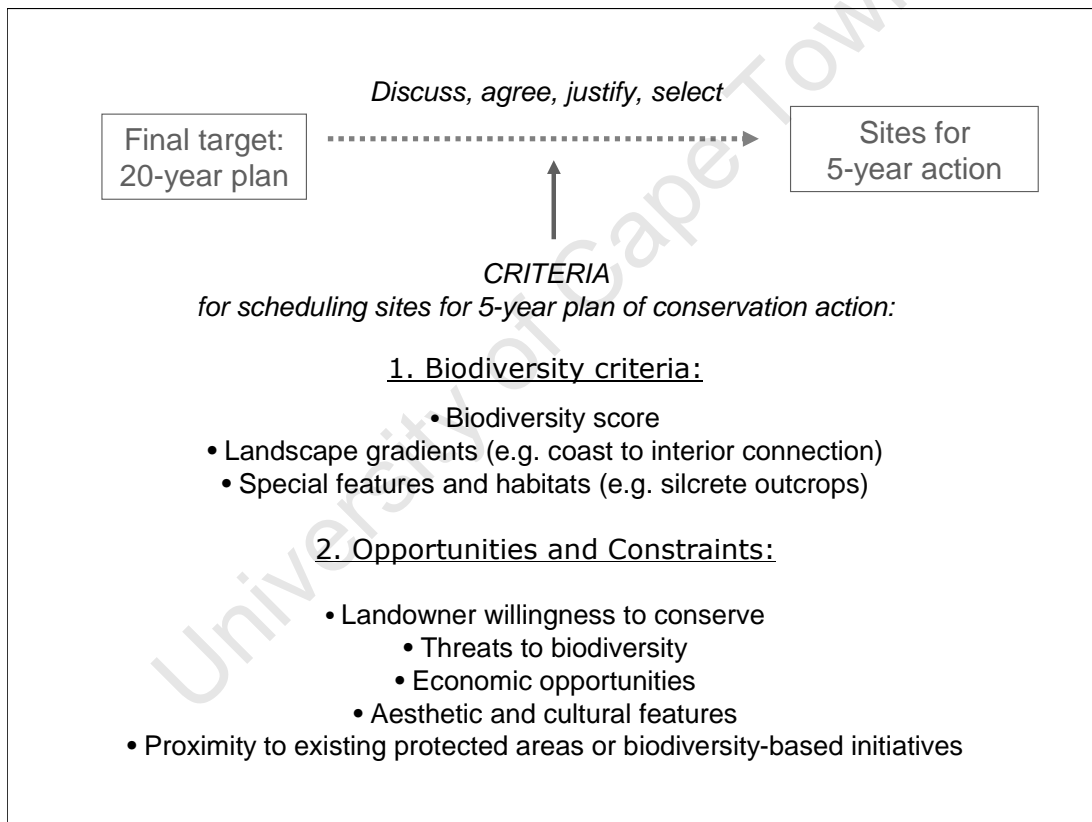 Discuss, agree, justify, select
Final target:
20-year plan
Sites for
5-year action
CRITERIA
for scheduling sites for 5-year plan of conservation action:
1. Biodiversity criteria:
• Biodiversity score
• Landscape gradients (e.g. coast to interior connection)
• Special features and habitats (e.g. silcrete outcrops)
2. Opportunities and Constraints:
• Landowner willingness to conserve
• Threats to biodiversity
• Economic opportunities
• Aesthetic and cultural features
• Proximity to existing protected areas or biodiversity-based initiatives
University of Cape Town